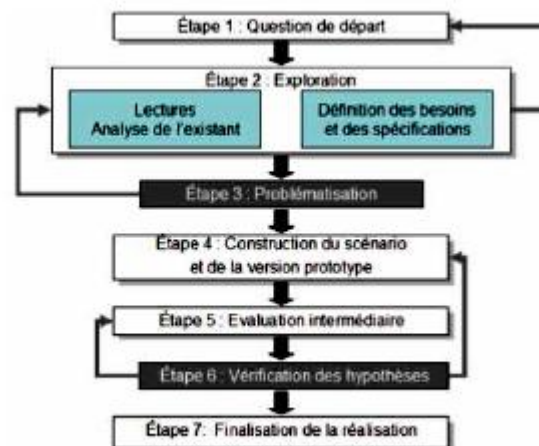 Étape 1 : Question de départ
Étape 2 : Exploration
Lectures
Analyse de l'existant
Définition des besoins
et des spécifications
Étape 3 : Problématisation
Étape 4 : Construction du scénario
et de la version prototype
Étape 5 : Evaluation intermédiaire
Étape 6 : Vérification des hypothèses
Étape 7: Finalisation de la réalisation